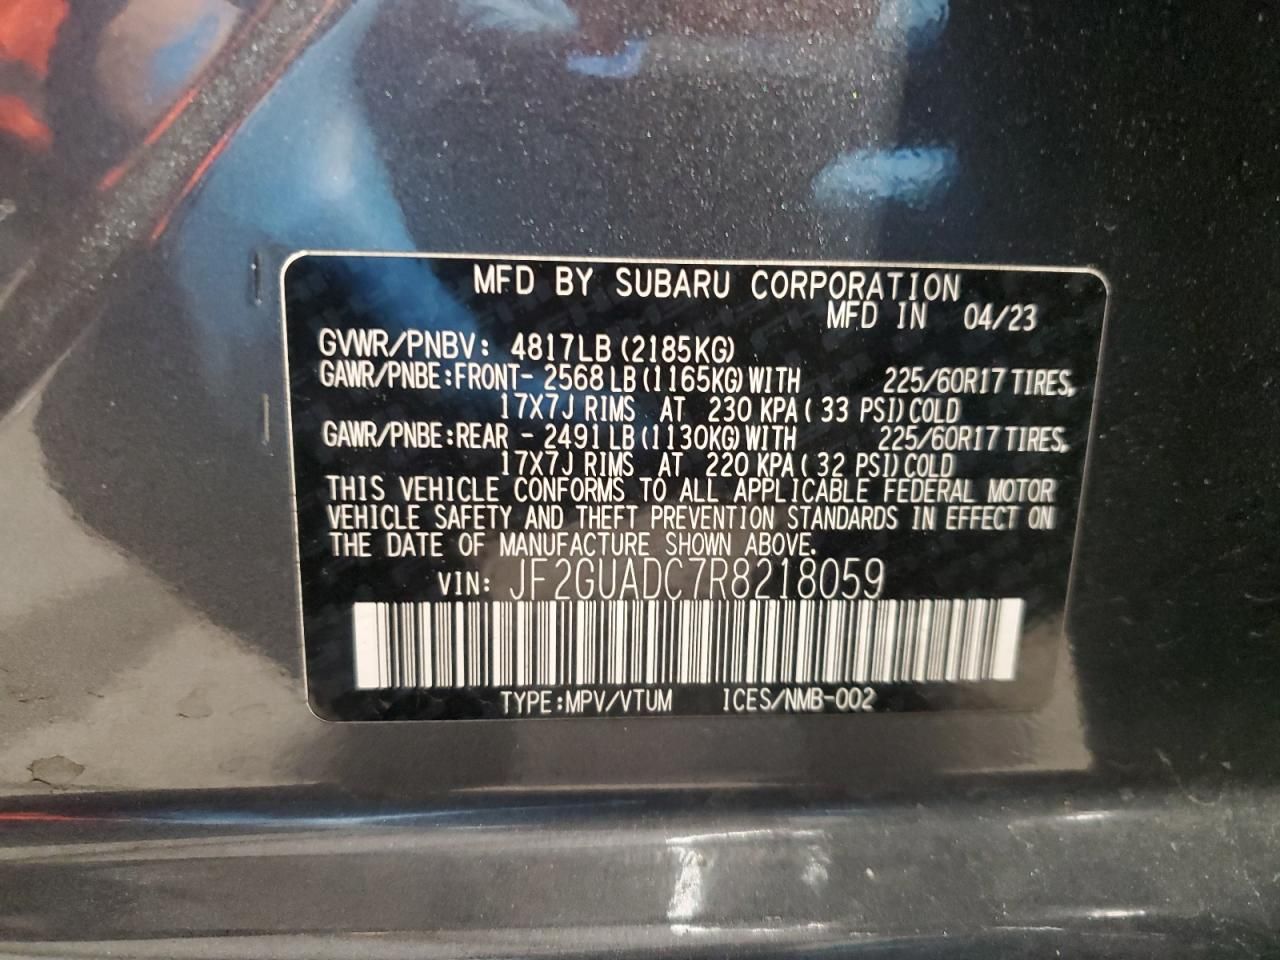 MFD BY SUBARU CORPORATION
MFD IN 04/23
GVWR/PNBV: 4817LB (2185KG)
GAWR/PNBE:FRONT- 2568 LB (1165KG) WITH 225/60R17 TIRES,
17X7J RIMS AT 230 KPA ( 33 PSI) COLD
GAWR/PNBE:REAR - 2491 LB (1130KG) WITH 225/60R17 TIRES,
17X7J RIMS AT 220 KPA ( 32 PSI) COLD
THIS VEHICLE CONFORMS TO ALL APPLICABLE FEDERAL MOTOR
VEHICLE SAFETY AND THEFT PREVENTION STANDARDS IN EFFECT ON
THE DATE OF MANUFACTURE SHOWN ABOVE.
VIN: JF2GUADC7R8218059
TYPE:MPV/VTUM ICES/NMB-002